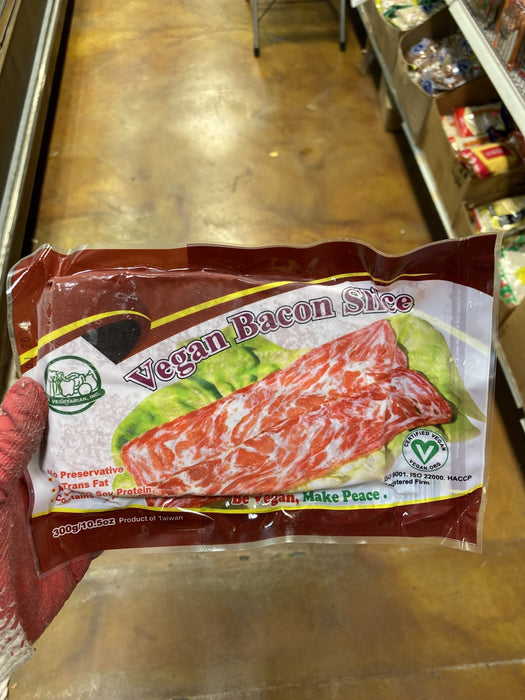 Vegan Bacon Slice
VEGETARIAN, INC.
No Preservative
Trans Fat
Contains Soy Protein
CERTIFIED VEGAN
VEGAN.ORG
9001, ISO 22000, HACCP
Firm
Be Vegan, Make Peace .
300g/10.5oz Product of Taiwan